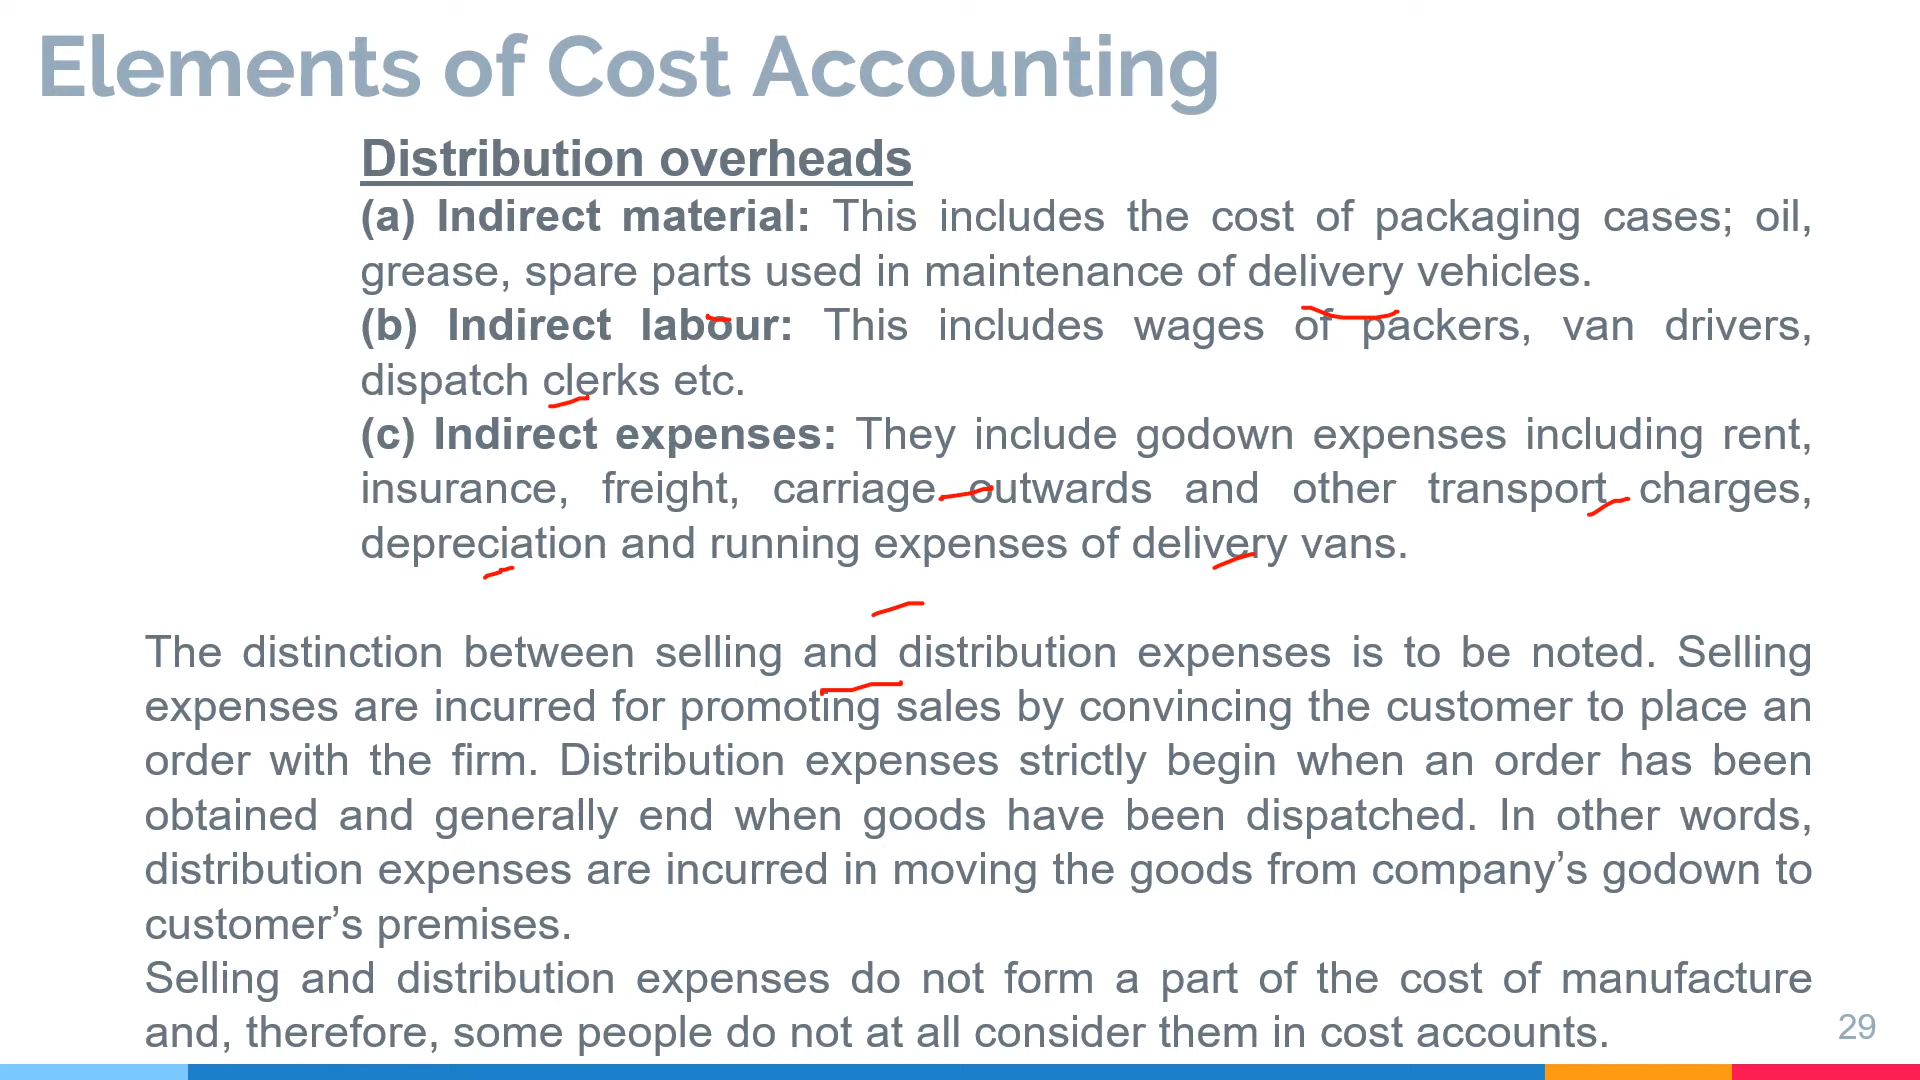 Elements of Cost Accounting
Distribution overheads
(a) Indirect material: This includes the cost of packaging cases; oil,
grease, spare parts used in maintenance of delivery vehicles.
(b) Indirect labour: This includes wages of packers, van drivers,
dispatch clerks etc.
(c) Indirect expenses: They include godown expenses including rent,
insurance, freight, carriage outwards and other transport charges,
depreciation and running expenses of delivery vans.
The distinction between selling and distribution expenses is to be noted. Selling
expenses are incurred for promoting sales by convincing the customer to place an
order with the firm. Distribution expenses strictly begin when an order has been
obtained and generally end when goods have been dispatched. In other words,
distribution expenses are incurred in moving the goods from company’s godown to
customer’s premises.
Selling and distribution expenses do not form a part of the cost of manufacture
and, therefore, some people do not at all consider them in cost accounts.
29